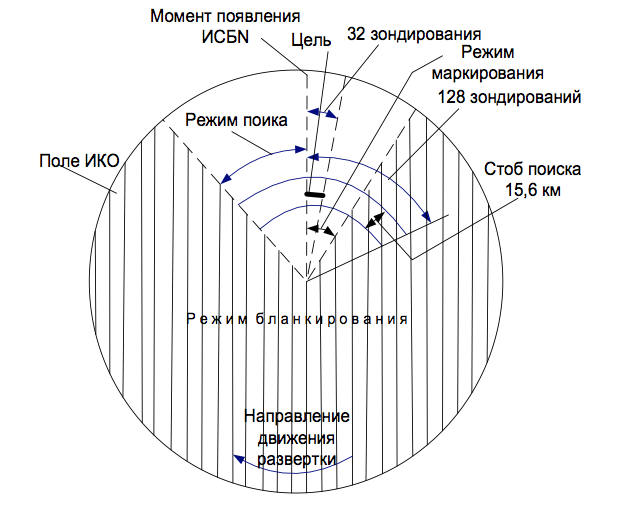 Момент появления
ИСБN
Цель
32 зондирования
Режим
маркирования
128 зондирований
Режим поика
Поле ИКО
Стоб поиска
15,6 км
Режим бланкирования
Направление
движения
развертки